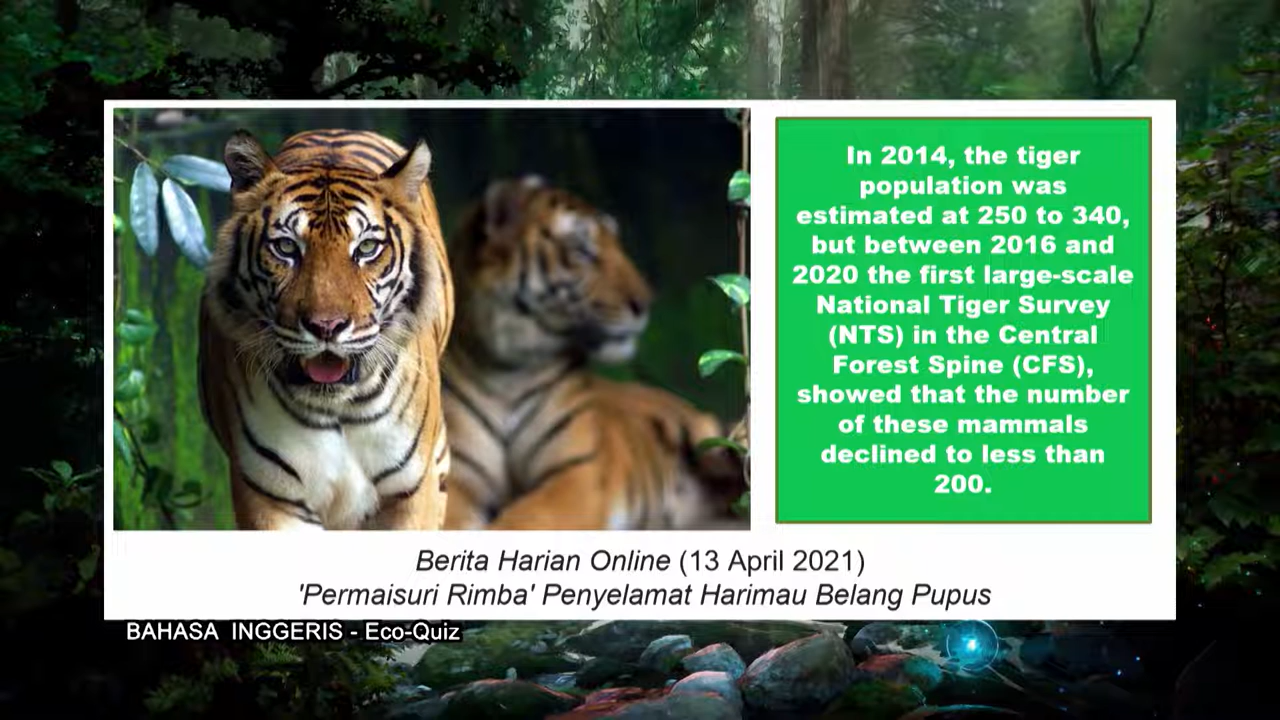 In 2014, the tiger
population was
estimated at 250 to 340,
but between 2016 and
2020 the first large-scale
National Tiger Survey
(NTS) in the Central
Forest Spine (CFS),
showed that the number
of these mammals
declined to less than
200.
Berita Harian Online (13 April 2021)
'Permaisuri Rimba' Penyelamat Harimau Belang Pupus
BAHASA INGGERIS - Eco-Quiz